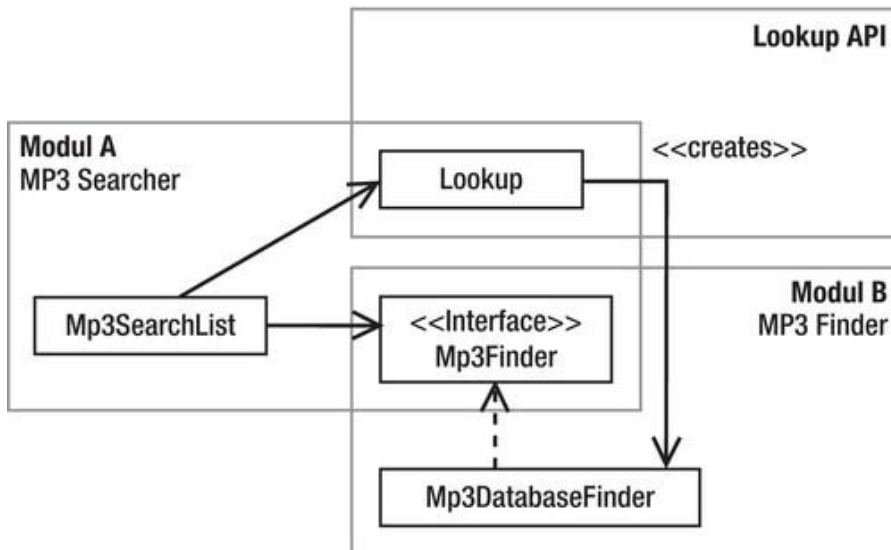 Lookup API
Modul A
MP3 Searcher
<<creates>>
Lookup
Modul B
MP3 Finder
Mp3SearchList
<<Interface>>
Mp3Finder
Mp3DatabaseFinder